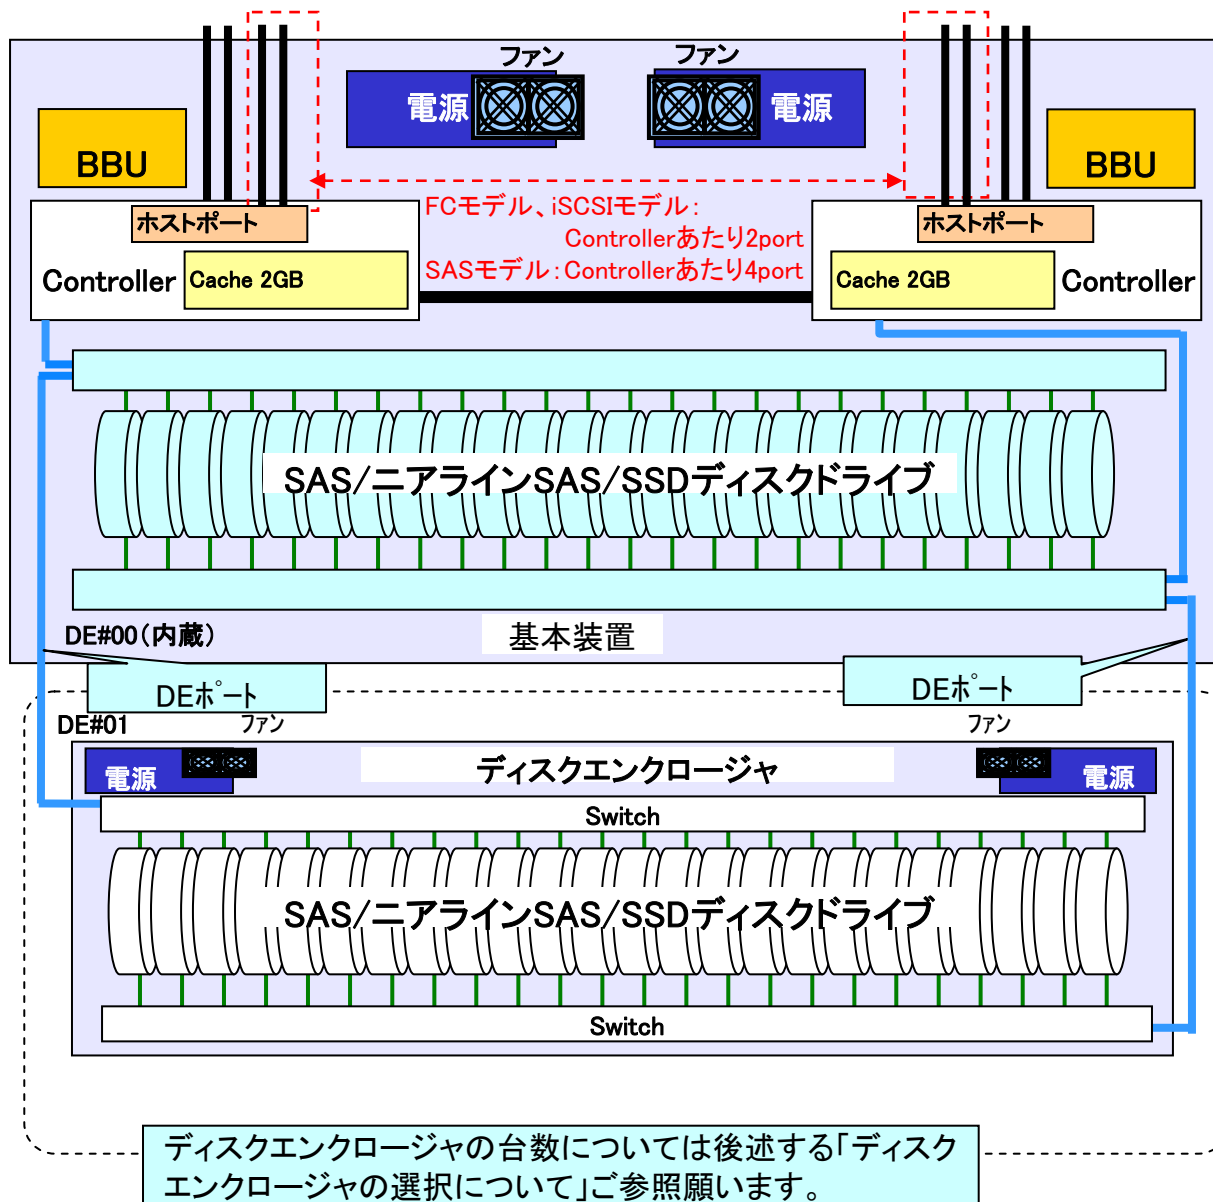 ファン
ファン
電源
電源
BBU
BBU
ホストポート
ホストポート
FCモデル、iSCSIモデル：
Controllerあたり2port
SASモデル：Controllerあたり4port
Controller
Cache 2GB
Cache 2GB
Controller
SAS/ニアラインSAS/SSDディスクドライブ
DE#00（内蔵）
基本装置
DEポート
DEポート
DE#01
ファン
ファン
電源
ディスクエンクロージャ
電源
Switch
SAS/ニアラインSAS/SSDディスクドライブ
Switch
ディスクエンクロージャの台数については後述する「ディスク
エンクロージャの選択について」ご参照願います。